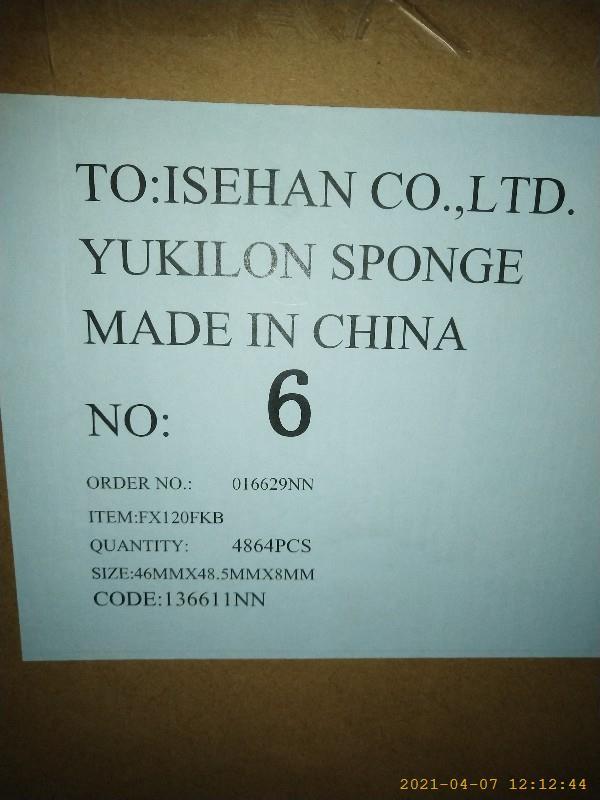 TO:ISEHAN CO.,LTD.
YUKILON SPONGE
MADE IN CHINA
NO: 6
ORDER NO.: 016629NN
ITEM:FX120FKB
QUANTITY: 4864PCS
SIZE:46MMX48.5MMX8MM
CODE:136611NN
2021-04-07 12:12:44